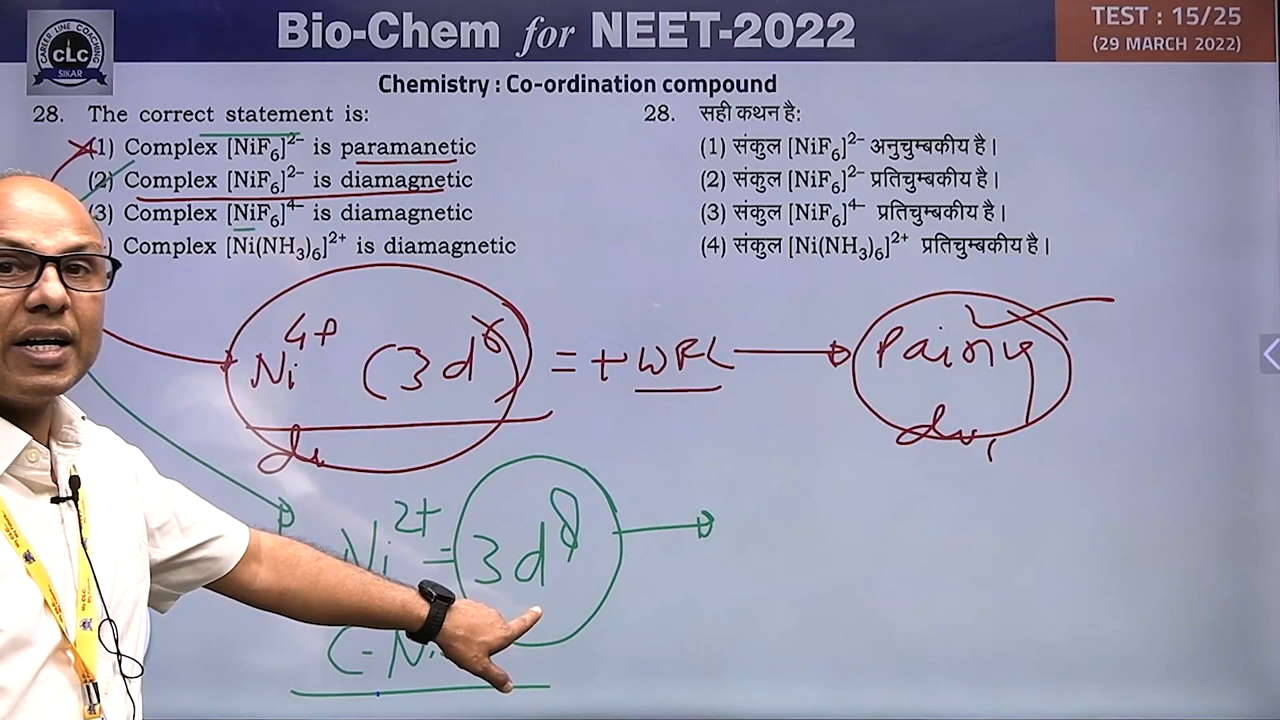 CAREER LINE COACHING
CLC
SIKAR
Bio-Chem for NEET-2022
TEST : 15/25
(29 MARCH 2022)
Chemistry : Co-ordination compound
28. The correct statement is:
(1) Complex [NiF₆]²⁻ is paramanetic
(2) Complex [NiF₆]²⁻ is diamagnetic
(3) Complex [NiF₆]⁴⁻ is diamagnetic
) Complex [Ni(NH₃)₆]²⁺ is diamagnetic
28. सही कथन है:
(1) संकुल [NiF₆]²⁻ अनुचुम्बकीय है।
(2) संकुल [NiF₆]²⁻ प्रतिचुम्बकीय है।
(3) संकुल [NiF₆]⁴⁻ प्रतिचुम्बकीय है।
(4) संकुल [Ni(NH₃)₆]²⁺ प्रतिचुम्बकीय है।
Ni⁴⁺ (3d⁶) = + WFL → Pairing
Ni²⁺ = 3d⁸ →